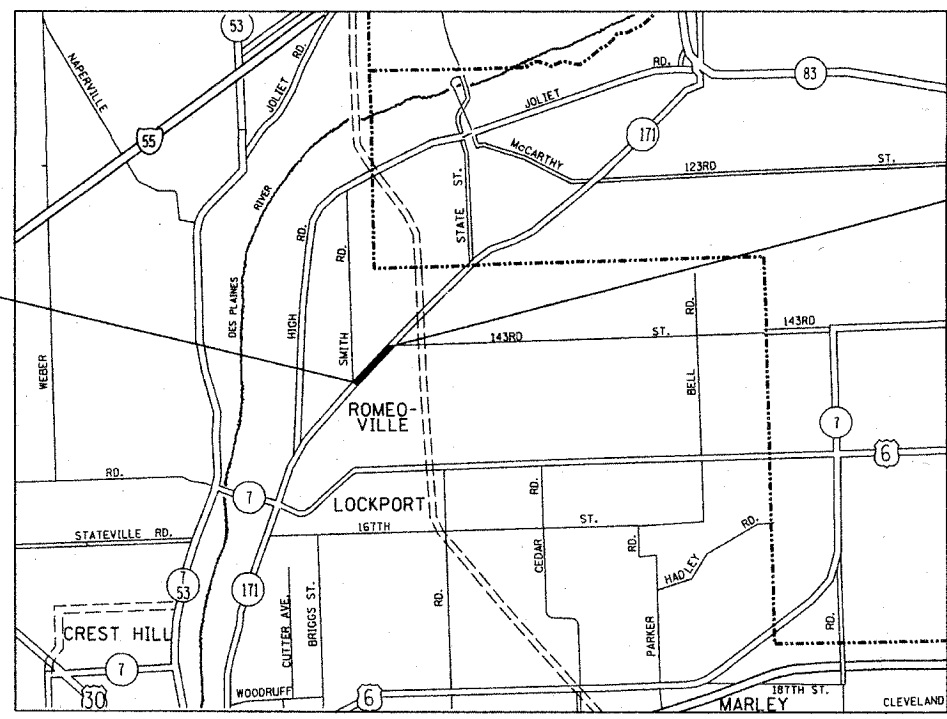 53
NAPERVILLE
JOLIET RD.
55
83
JOLIET RD.
171
McCARTHY
123RD ST.
RIVER
STATE ST.
HIGH RD.
SMITH RD.
DES PLAINES
WEBER
143RD ST.
143RD
BELL RD.
ROMEO-
VILLE
7
6
RD.
7
LOCKPORT
167TH ST.
STATEVILLE RD.
CEDAR RD.
RD.
HADLEY RD.
7
53
171
CUTTER AVE.
BRIGGS ST.
RD.
PARKER
RD.
CREST HILL
7
30
WOODRUFF
6
187TH ST.
MARLEY
CLEVELAND